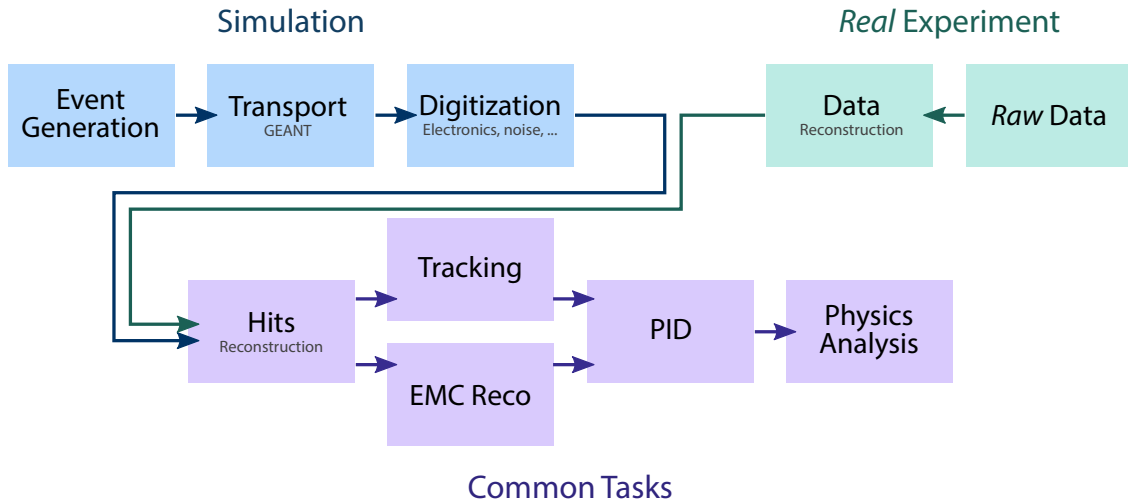 Simulation
Real Experiment
Event
Generation
Transport
GEANT
Digitization
Electronics, noise, ...
Data
Reconstruction
Raw Data
Tracking
Hits
Reconstruction
EMC Reco
PID
Physics
Analysis
Common Tasks